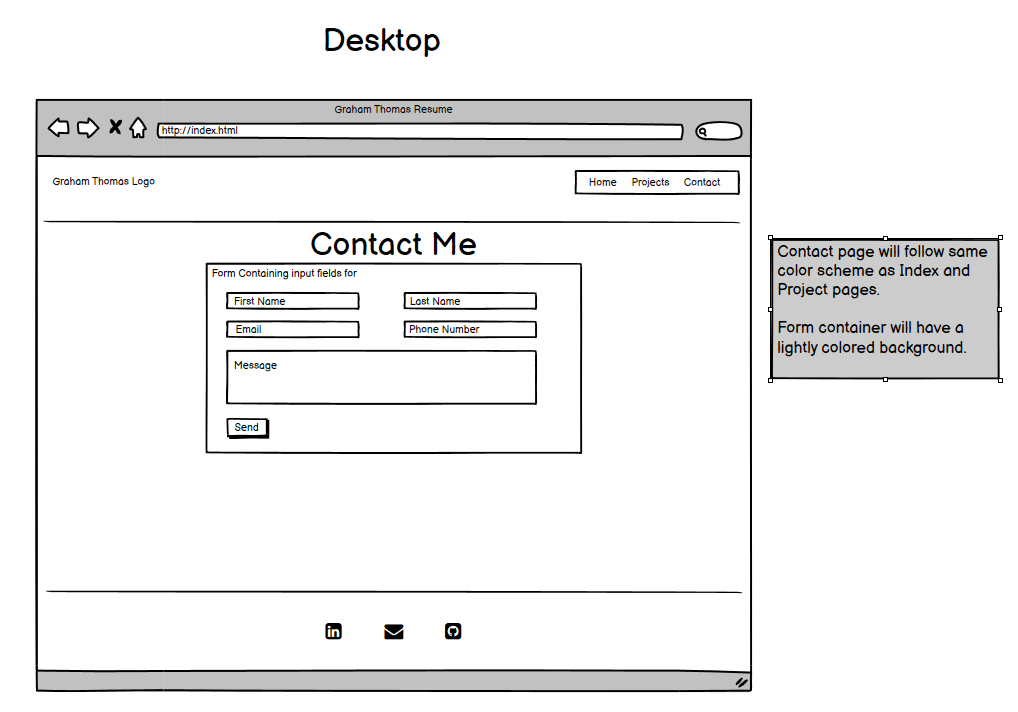 Desktop
Graham Thomas Resume
http://index.html
Graham Thomas Logo
Home Projects Contact
Contact Me
Form Containing input fields for
First Name Last Name
Email Phone Number
Message
Send
Contact page will follow same
color scheme as Index and
Project pages.
Form container will have a
lightly colored background.
in